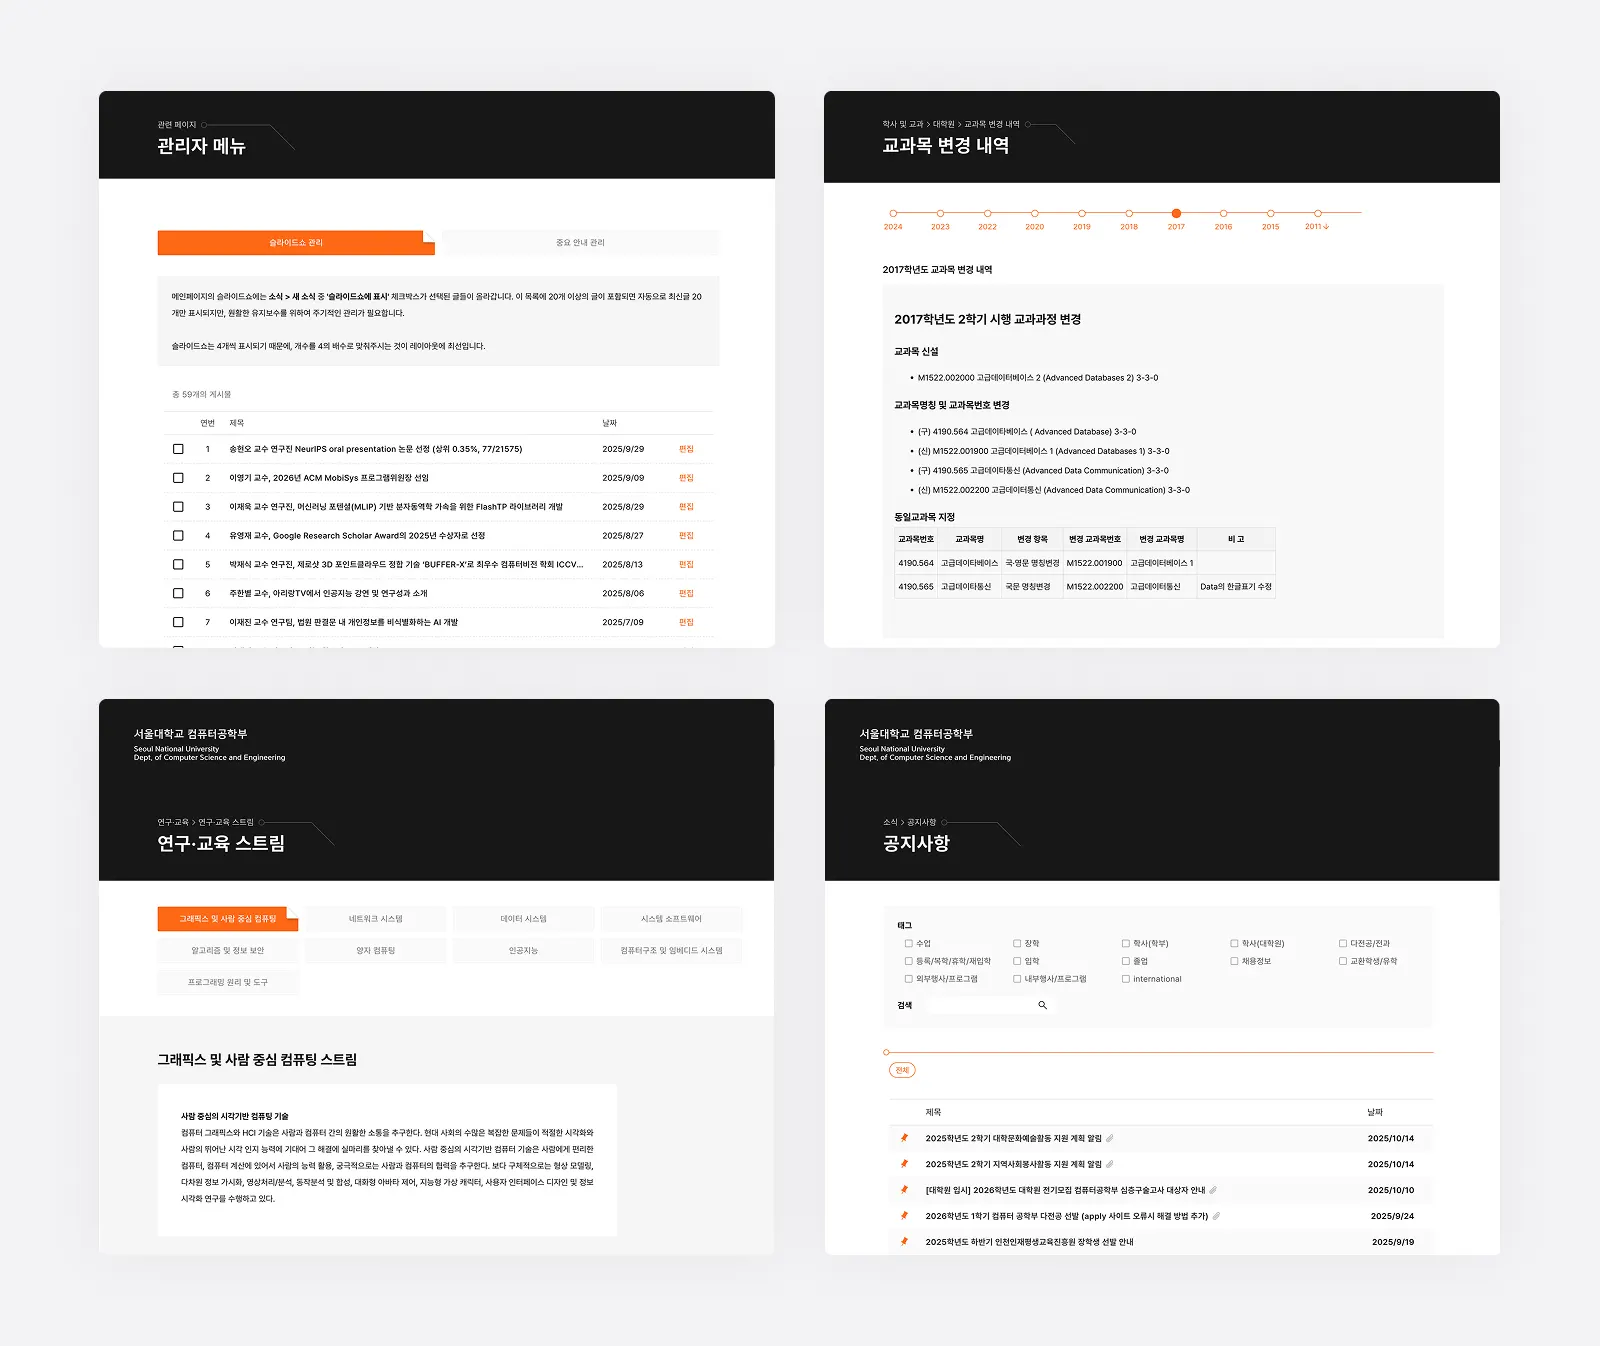 관련 페이지
관리자 메뉴
슬라이드쇼 관리
중요 안내 관리
메인페이지의 슬라이드쇼에는 소식 > 새 소식 중 '슬라이드쇼에 표시' 체크박스가 선택된 글들이 올라갑니다. 이 목록에 20개 이상의 글이 포함되면 자동으로 최신글 20
개만 표시되지만, 원활한 유지보수를 위하여 주기적인 관리가 필요합니다.
슬라이드쇼는 4개씩 표시되기 때문에, 개수를 4의 배수로 맞춰주시는 것이 레이아웃에 최선입니다.
총 59개의 게시물
연번 제목 날짜
1 송현오 교수 연구진 NeurIPS oral presentation 논문 선정 (상위 0.35%, 77/21575) 2025/9/29 편집
2 이영기 교수, 2026년 ACM MobiSys 프로그램위원장 선임 2025/9/09 편집
3 이재욱 교수 연구진, 머신러닝 포텐셜(MLIP) 기반 분자동역학 가속을 위한 FlashTP 라이브러리 개발 2025/8/29 편집
4 유영재 교수, Google Research Scholar Award의 2025년 수상자로 선정 2025/8/27 편집
5 박재식 교수 연구진, 제로샷 3D 포인트클라우드 정합 기술 'BUFFER-X'로 최우수 컴퓨터비전 학회 ICCV... 2025/8/13 편집
6 주한별 교수, 아리랑TV에서 인공지능 강연 및 연구성과 소개 2025/8/06 편집
7 이재진 교수 연구팀, 법원 판결문 내 개인정보를 비식별화하는 AI 개발 2025/7/09 편집
학사 및 교과 > 대학원 > 교과목 변경 내역
교과목 변경 내역
2024 2023 2022 2020 2019 2018 2017 2016 2015 2011↓
2017학년도 교과목 변경 내역
2017학년도 2학기 시행 교과과정 변경
교과목 신설
• M1522.002000 고급데이터베이스 2 (Advanced Databases 2) 3-3-0
교과목명칭 및 교과목번호 변경
• (구) 4190.564 고급데이타베이스 ( Advanced Database) 3-3-0
• (신) M1522.001900 고급데이터베이스 1 (Advanced Databases 1) 3-3-0
• (구) 4190.565 고급데이타통신 (Advanced Data Communication) 3-3-0
• (신) M1522.002200 고급데이터통신 (Advanced Data Communication) 3-3-0
동일교과목 지정
교과목번호 교과목명 변경 항목 변경 교과목번호 변경 교과목명 비 고
4190.564 고급데이타베이스 국·영문 명칭변경 M1522.001900 고급데이터베이스 1
4190.565 고급데이타통신 국문 명칭변경 M1522.002200 고급데이터통신 Data의 한글표기 수정
서울대학교 컴퓨터공학부
Seoul National University
Dept. of Computer Science and Engineering
연구·교육 > 연구·교육 스트림
연구·교육 스트림
그래픽스 및 사람 중심 컴퓨팅
네트워크 시스템
데이터 시스템
시스템 소프트웨어
알고리즘 및 정보 보안
양자 컴퓨팅
인공지능
컴퓨터구조 및 임베디드 시스템
프로그래밍 원리 및 도구
그래픽스 및 사람 중심 컴퓨팅 스트림
사람 중심의 시각기반 컴퓨팅 기술
컴퓨터 그래픽스와 HCI 기술은 사람과 컴퓨터 간의 원활한 소통을 추구한다. 현대 사회의 수많은 복잡한 문제들이 적절한 시각화와
사람의 뛰어난 시각 인지 능력에 기대어 그 해결에 실마리를 찾아낼 수 있다. 사람 중심의 시각기반 컴퓨터 기술은 사람에게 편리한
컴퓨터, 컴퓨터 계산에 있어서 사람의 능력 활용, 궁극적으로는 사람과 컴퓨터의 협력을 추구한다. 보다 구체적으로는 형상 모델링,
다차원 정보 가시화, 영상처리/분석, 동작분석 및 합성, 대화형 아바타 제어, 지능형 가상 캐릭터, 사용자 인터페이스 디자인 및 정보
시각화 연구를 수행하고 있다.
서울대학교 컴퓨터공학부
Seoul National University
Dept. of Computer Science and Engineering
소식 > 공지사항
공지사항
태그
수업 장학 학사(학부) 학사(대학원) 다전공/전과
등록/복학/휴학/재입학 입학 졸업 채용정보 교환학생/유학
외부행사/프로그램 내부행사/프로그램 international
검색
전체
제목 날짜
2025학년도 2학기 대학문화예술활동 지원 계획 알림 2025/10/14
2025학년도 2학기 지역사회봉사활동 지원 계획 알림 2025/10/14
[대학원 입시] 2026학년도 대학원 전기모집 컴퓨터공학부 심층구술고사 대상자 안내 2025/10/10
2026학년도 1학기 컴퓨터 공학부 다전공 선발 (apply 사이트 오류시 해결 방법 추가) 2025/9/24
2025학년도 하반기 인천인재평생교육진흥원 장학생 선발 안내 2025/9/19